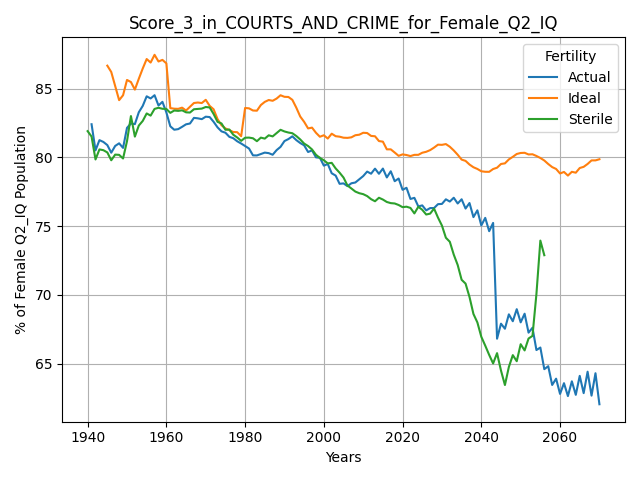 Score_3_in_COURTS_AND_CRIME_for_Female_Q2_IQ
Fertility
Actual
Ideal
Sterile
% of Female Q2_IQ Population
85
80
75
70
65
1940
1960
1980
2000
2020
2040
2060
Years